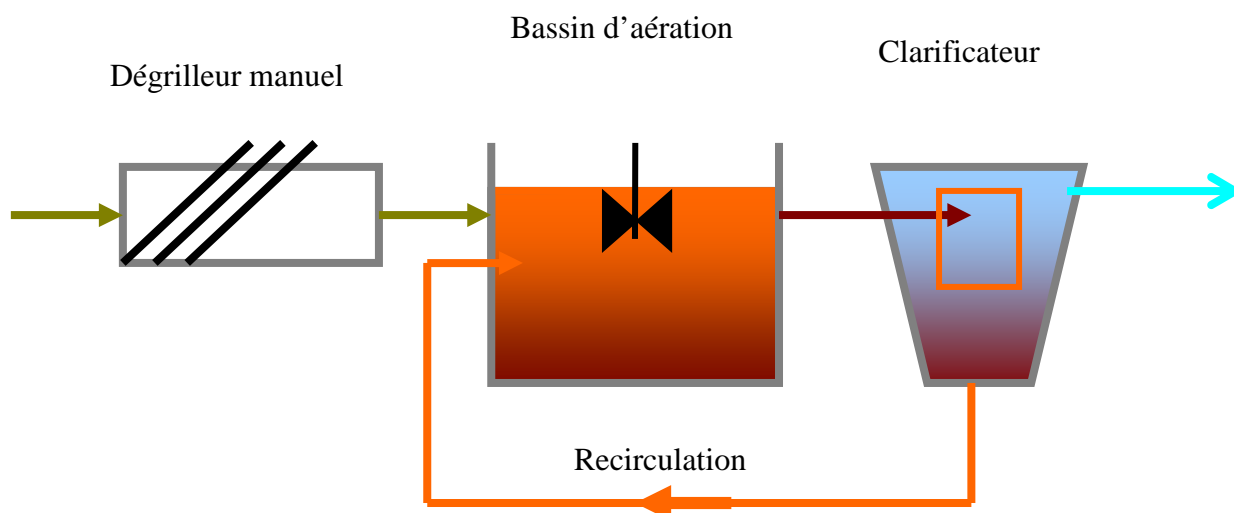 Bassin d’aération
Clarificateur
Dégrilleur manuel
Recirculation